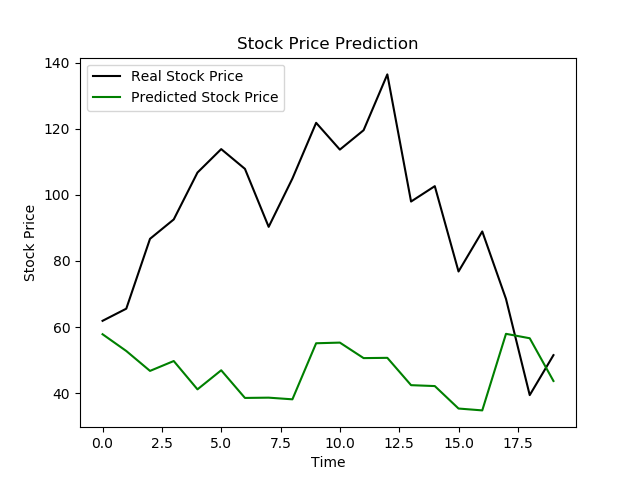 Stock Price Prediction
Real Stock Price
Predicted Stock Price
140
120
100
80
60
40
Stock Price
0.0 2.5 5.0 7.5 10.0 12.5 15.0 17.5
Time